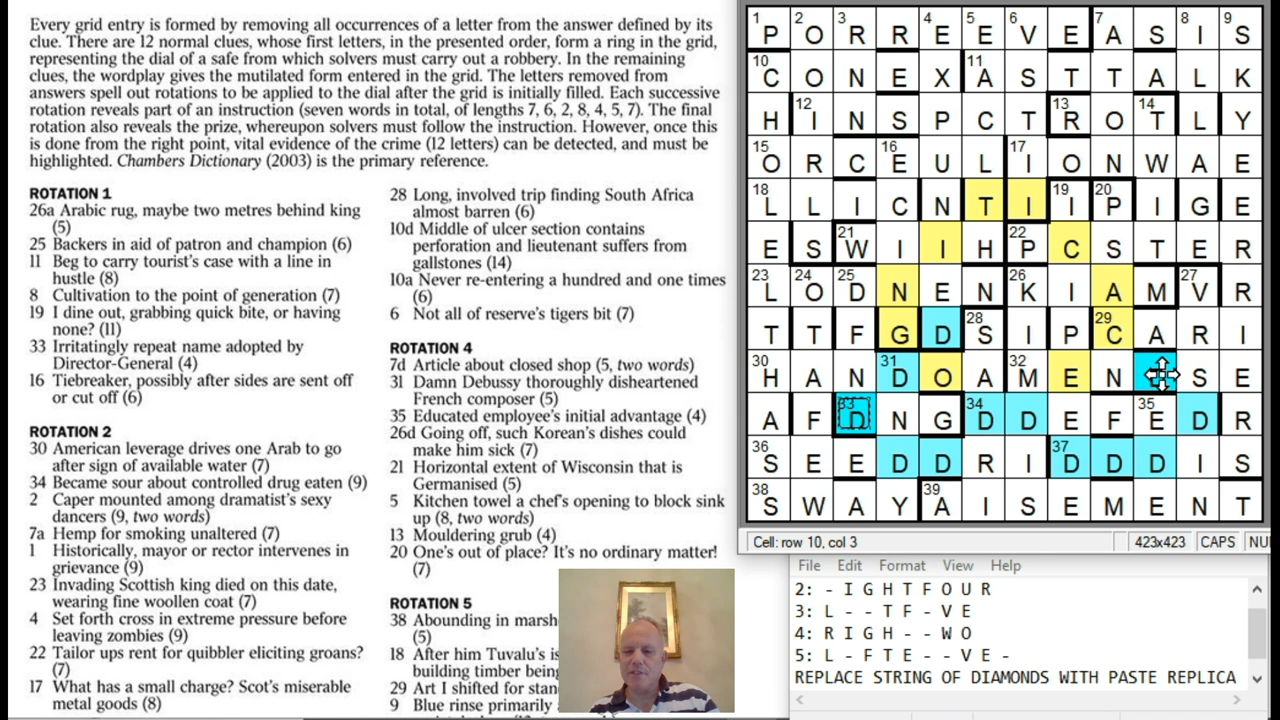 Every grid entry is formed by removing all occurrences of a letter from the answer defined by its
clue. There are 12 normal clues, whose first letters, in the presented order, form a ring in the grid,
representing the dial of a safe from which solvers must carry out a robbery. In the remaining
clues, the wordplay gives the mutilated form entered in the grid. The letters removed from
answers spell out rotations to be applied to the dial after the grid is initially filled. Each successive
rotation reveals part of an instruction (seven words in total, of lengths 7, 6, 2, 8, 4, 5, 7). The final
rotation also reveals the prize, whereupon solvers must follow the instruction. However, once this
is done from the right point, vital evidence of the crime (12 letters) can be detected, and must be
highlighted. Chambers Dictionary (2003) is the primary reference.
ROTATION 1
26a Arabic rug, maybe two metres behind king
(5)
25 Backers in aid of patron and champion (6)
11 Beg to carry tourist's case with a line in
hustle (8)
8 Cultivation to the point of generation (7)
19 I dine out, grabbing quick bite, or having
none? (11)
33 Irritatingly repeat name adopted by
Director-General (4)
16 Tiebreaker, possibly after sides are sent off
or cut off (6)
ROTATION 2
30 American leverage drives one Arab to go
after sign of available water (7)
34 Became sour about controlled drug eaten (9)
2 Caper mounted among dramatist's sexy
dancers (9, two words)
7a Hemp for smoking unaltered (7)
1 Historically, mayor or rector intervenes in
grievance (9)
23 Invading Scottish king died on this date,
wearing fine woollen coat (7)
4 Set forth cross in extreme pressure before
leaving zombies (9)
22 Tailor ups rent for quibbler eliciting groans?
(7)
17 What has a small charge? Scot's miserable
metal goods (8)
28 Long, involved trip finding South Africa
almost barren (6)
10d Middle of ulcer section contains
perforation and lieutenant suffers from
gallstones (14)
10a Never re-entering a hundred and one times
(6)
6 Not all of reserve's tigers bit (7)
ROTATION 4
7d Article about closed shop (5, two words)
31 Damn Debussy thoroughly disheartened
French composer (5)
35 Educated employee's initial advantage (4)
26d Going off, such Korean's dishes could
make him sick (7)
21 Horizontal extent of Wisconsin that is
Germanised (5)
5 Kitchen towel a chef's opening to block sink
up (8, two words)
13 Mouldering grub (4)
20 One's out of place? It's no ordinary matter!
(7)
ROTATION 5
38 Abounding in marsh
(5)
18 After him Tuvalu's is
building timber being
29 Art I shifted for stan
9 Blue rinse primarily
1 P 2 O 3 R R 4 E 5 E 6 V E 7 A S 8 I 9 S
10 C O N E X 11 A S T T A L K
H 12 I N S P C T 13 R O 14 T L Y
15 O R C 16 E U L 17 I O N W A E
18 L L I C N T I 19 I 20 P I G E
E S 21 W I I H 22 P C S T E R
23 L 24 O 25 D N E N 26 K I A M 27 V R
T T F G D 28 S I P 29 C A R I
30 H A N 31 D O A 32 M E N S E
A F 33 D N G 34 D D E F 35 E D R
36 S E E D D R I 37 D D D I S
38 S W A Y 39 A I S E M E N T
Cell: row 10, col 3 423x423 CAPS NU
File Edit Format View Help
2: - I G H T F O U R
3: L - - T F - V E
4: R I G H - - W O
5: L - F T E - - V E -
REPLACE STRING OF DIAMONDS WITH PASTE REPLICA